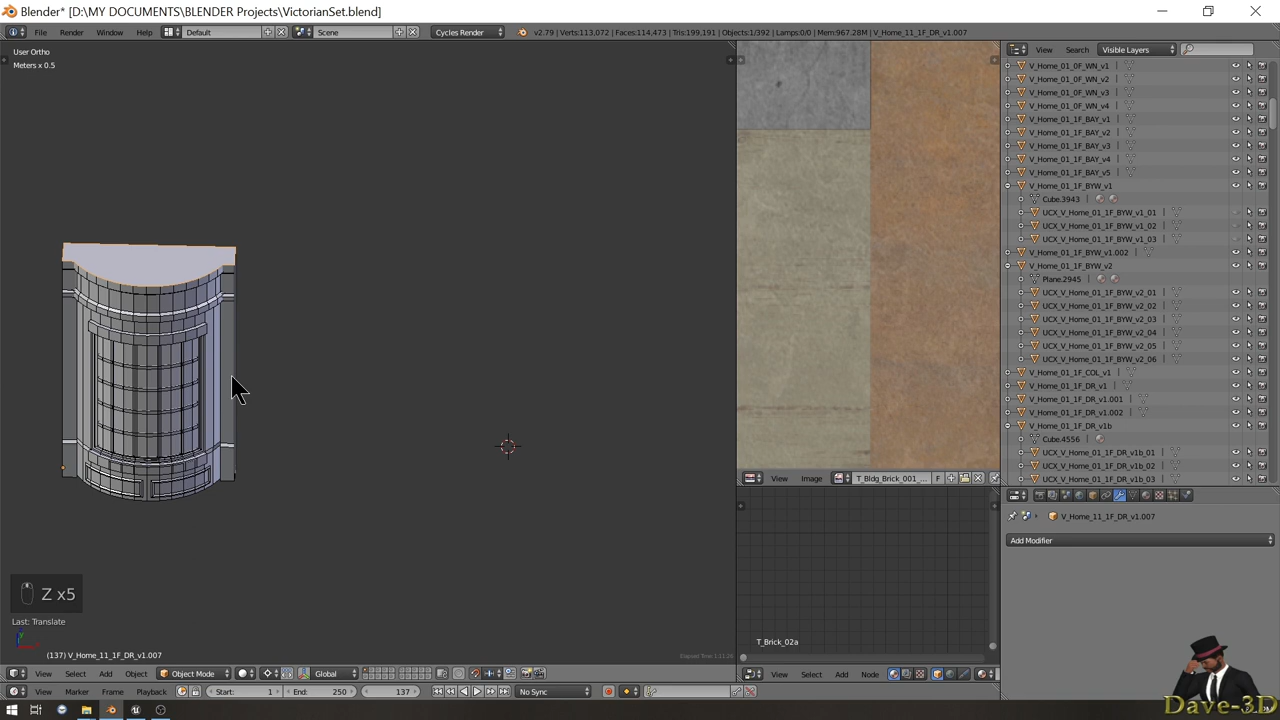 Blender* [D:\MY DOCUMENTS\BLENDER Projects\VictorianSet.blend]
File Render Window Help Default Scene Cycles Render v2.79 | Verts:113,072 | Faces:114,473 | Tris:199,191 | Objects:1/392 | Lamps:0/0 | Mem:967.28M | V_Home_11_1F_DR_v1.007
User Ortho
Meters x 0.5
View Search Visible Layers
V_Home_01_0F_WN_v1
V_Home_01_0F_WN_v2
V_Home_01_0F_WN_v3
V_Home_01_0F_WN_v4
V_Home_01_1F_BAY_v1
V_Home_01_1F_BAY_v2
V_Home_01_1F_BAY_v3
V_Home_01_1F_BAY_v4
V_Home_01_1F_BAY_v5
V_Home_01_1F_BYW_v1
Cube.3943
UCX_V_Home_01_1F_BYW_v1_01
UCX_V_Home_01_1F_BYW_v1_02
UCX_V_Home_01_1F_BYW_v1_03
V_Home_01_1F_BYW_v1.002
V_Home_01_1F_BYW_v2
Plane.2945
UCX_V_Home_01_1F_BYW_v2_01
UCX_V_Home_01_1F_BYW_v2_02
UCX_V_Home_01_1F_BYW_v2_03
UCX_V_Home_01_1F_BYW_v2_04
UCX_V_Home_01_1F_BYW_v2_05
UCX_V_Home_01_1F_BYW_v2_06
V_Home_01_1F_COL_v1
V_Home_01_1F_DR_v1
V_Home_01_1F_DR_v1.001
V_Home_01_1F_DR_v1.002
V_Home_01_1F_DR_v1b
Cube.4556
UCX_V_Home_01_1F_DR_v1b_01
UCX_V_Home_01_1F_DR_v1b_02
UCX_V_Home_01_1F_DR_v1b_03
View Image T_Bldg_Brick_001_... F
V_Home_11_1F_DR_v1.007
Add Modifier
Z x5
Last: Translate
T_Brick_02a
(137) V_Home_11_1F_DR_v1.007
View Select Add Object Object Mode Global
View Select Add Node
View Marker Frame Playback Start: 1 End: 250 137 No Sync
Dave-3D